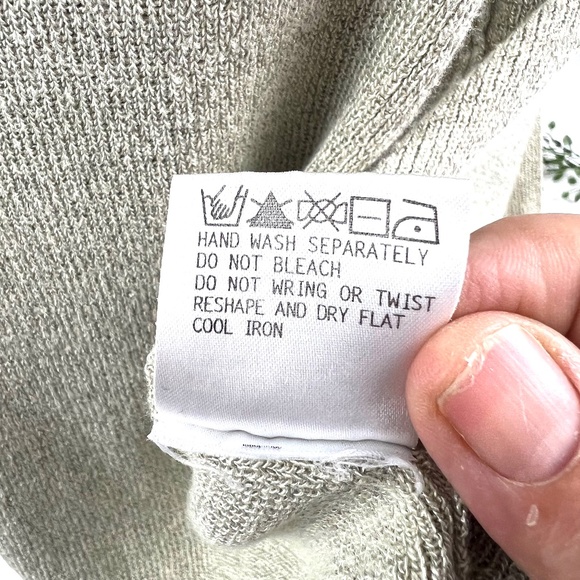 HAND WASH SEPARATELY
DO NOT BLEACH
DO NOT WRING OR TWIST
RESHAPE AND DRY FLAT
COOL IRON